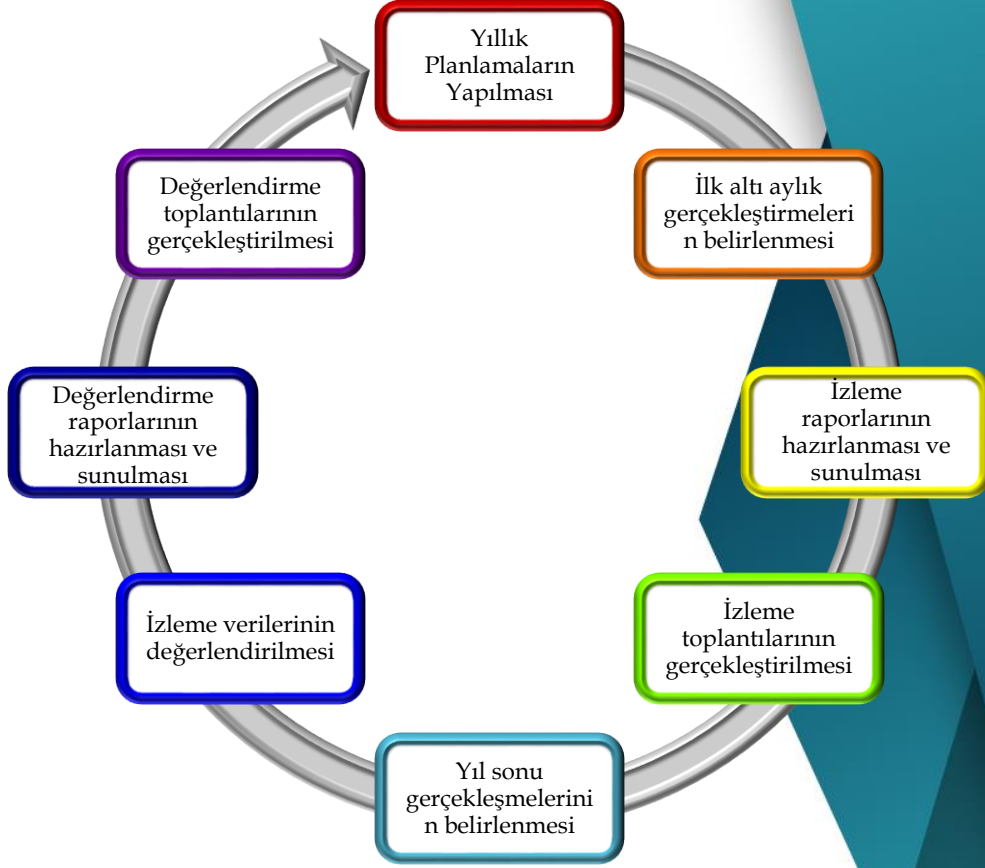 Yıllık
Planlamaların
Yapılması
İlk altı aylık
gerçekleştirmeleri
n belirlenmesi
İzleme
raporlarının
hazırlanması ve
sunulması
İzleme
toplantılarının
gerçekleştirilmesi
Yıl sonu
gerçekleşmelerini
n belirlenmesi
İzleme verilerinin
değerlendirilmesi
Değerlendirme
raporlarının
hazırlanması ve
sunulması
Değerlendirme
toplantılarının
gerçekleştirilmesi